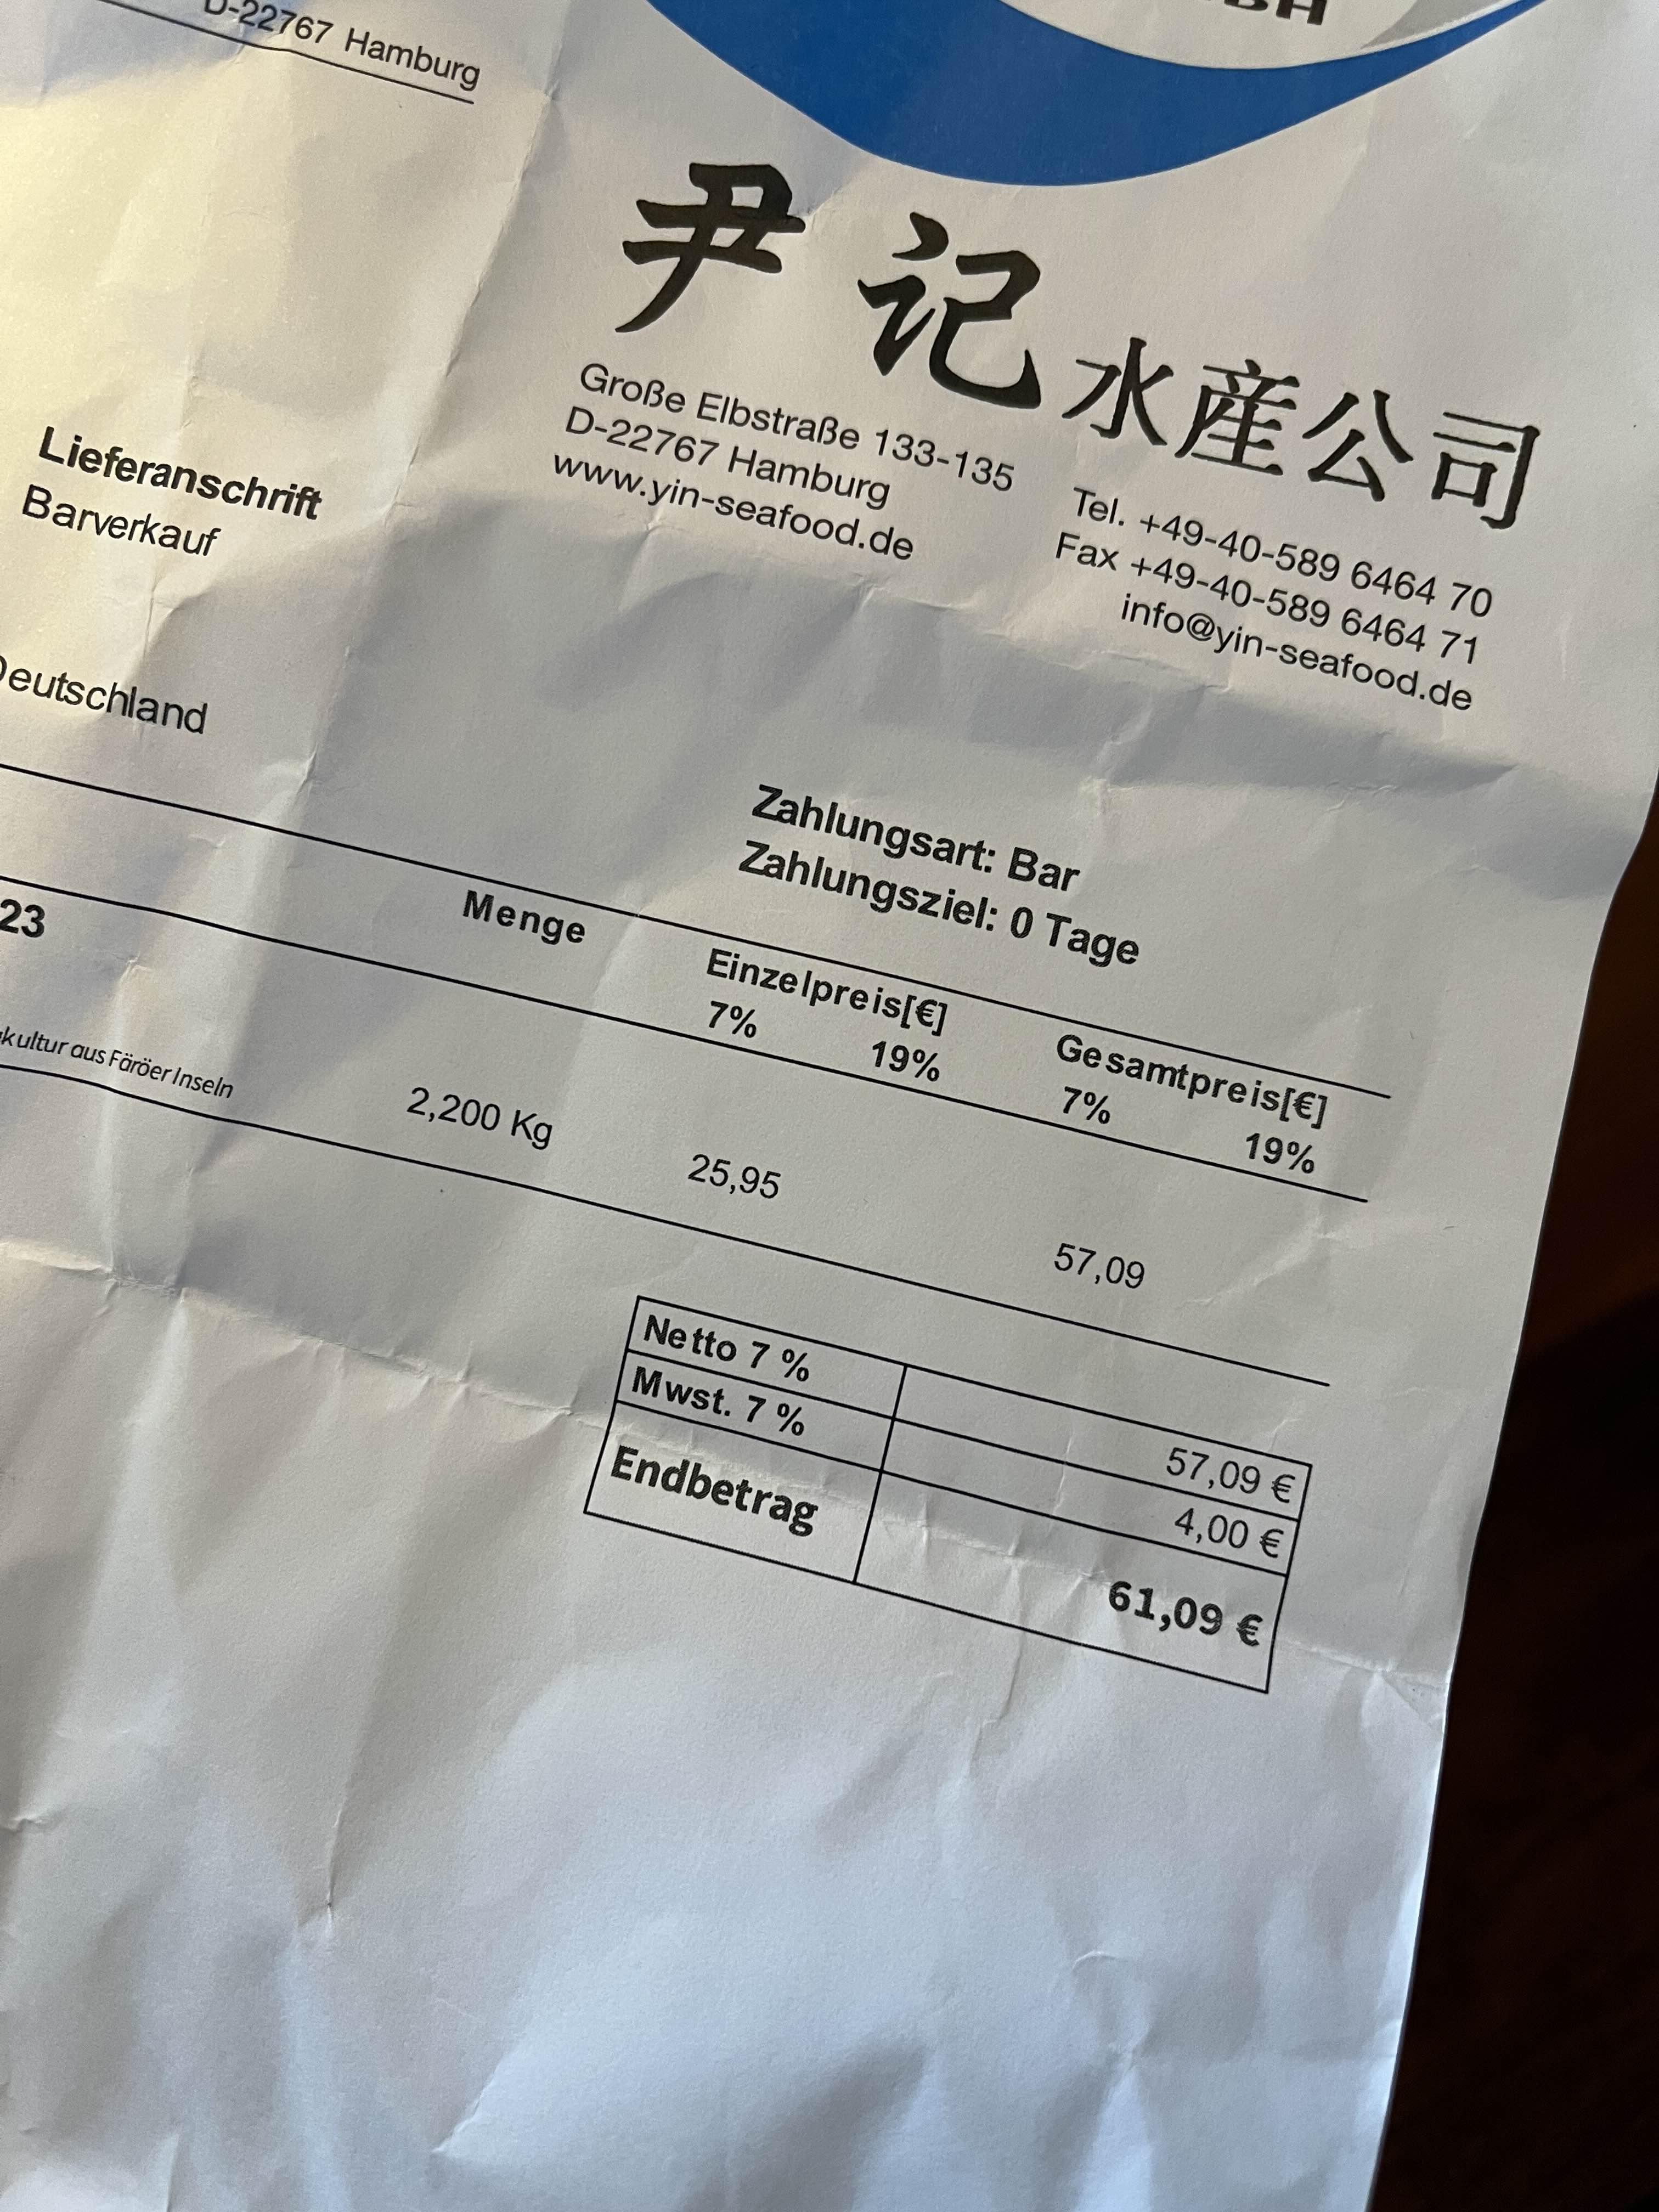 D-22767 Hamburg
尹记水産公司
Große Elbstraße 133-135
D-22767 Hamburg
www.yin-seafood.de
Tel. +49-40-589 6464 70
Fax +49-40-589 6464 71
info@yin-seafood.de
Lieferanschrift
Barverkauf
Deutschland
Zahlungsart: Bar
Zahlungsziel: 0 Tage
Menge Einzelpreis[€] Gesamtpreis[€]
23 7% 19% 7% 19%
2,200 Kg 25,95 57,09
kultur aus Färöer Inseln
Netto 7 % 57,09 €
Mwst. 7 % 4,00 €
Endbetrag 61,09 €